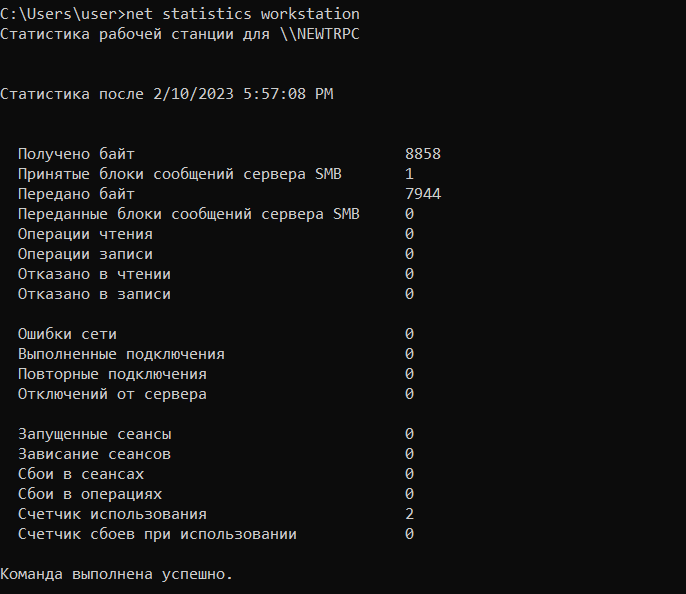 C:\Users\user>net statistics workstation
Статистика рабочей станции для \\NEWTRPC
Статистика после 2/10/2023 5:57:08 PM
Получено байт 8858
Принятые блоки сообщений сервера SMB 1
Передано байт 7944
Переданные блоки сообщений сервера SMB 0
Операции чтения 0
Операции записи 0
Отказано в чтении 0
Отказано в записи 0
Ошибки сети 0
Выполненные подключения 0
Повторные подключения 0
Отключений от сервера 0
Запущенные сеансы 0
Зависание сеансов 0
Сбои в сеансах 0
Сбои в операциях 0
Счетчик использования 2
Счетчик сбоев при использовании 0
Команда выполнена успешно.